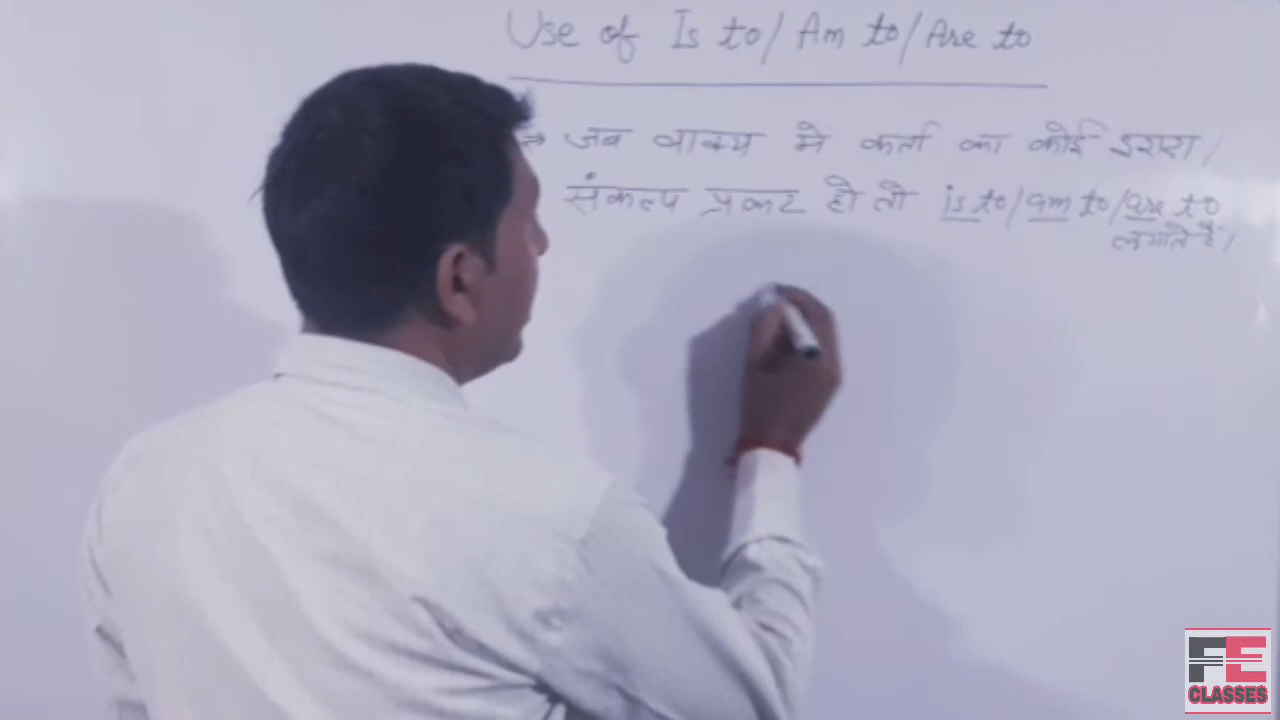 Use of Is to/ Am to/ Are to
→ जब वाक्य मे कर्ता का कोई इरारा/
संकल्प प्रकट हो तो is to/am to/are to
लगाते हैं।
FE
CLASSES